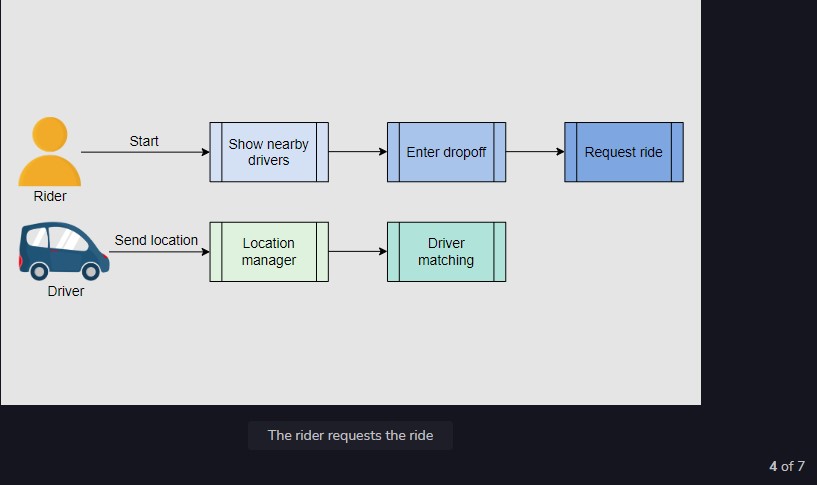 Start
Show nearby
drivers
Enter dropoff
Request ride
Rider
Send location
Location
manager
Driver
matching
Driver
The rider requests the ride
4 of 7